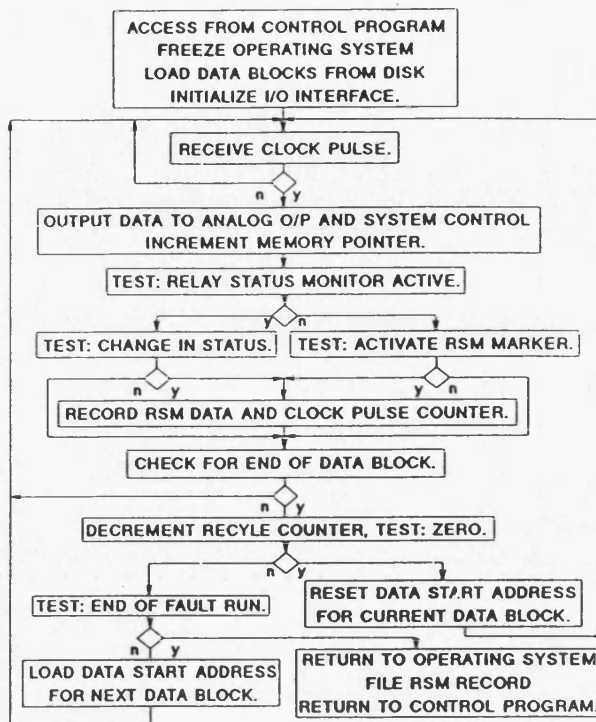 ACCESS FROM CONTROL PROGRAM
FREEZE OPERATING SYSTEM
LOAD DATA BLOCKS FROM DISK
INITIALIZE I/O INTERFACE.
RECEIVE CLOCK PULSE.
n y
OUTPUT DATA TO ANALOG O/P AND SYSTEM CONTROL
INCREMENT MEMORY POINTER.
TEST: RELAY STATUS MONITOR ACTIVE.
y n
TEST: CHANGE IN STATUS.
TEST: ACTIVATE RSM MARKER.
n y
y n
RECORD RSM DATA AND CLOCK PULSE COUNTER.
CHECK FOR END OF DATA BLOCK.
n y
DECREMENT RECYLE COUNTER, TEST: ZERO.
n y
TEST: END OF FAULT RUN.
RESET DATA START ADDRESS
FOR CURRENT DATA BLOCK.
n y
LOAD DATA START ADDRESS
FOR NEXT DATA BLOCK.
RETURN TO OPERATING SYSTEM
FILE RSM RECORD
RETURN TO CONTROL PROGRAM.